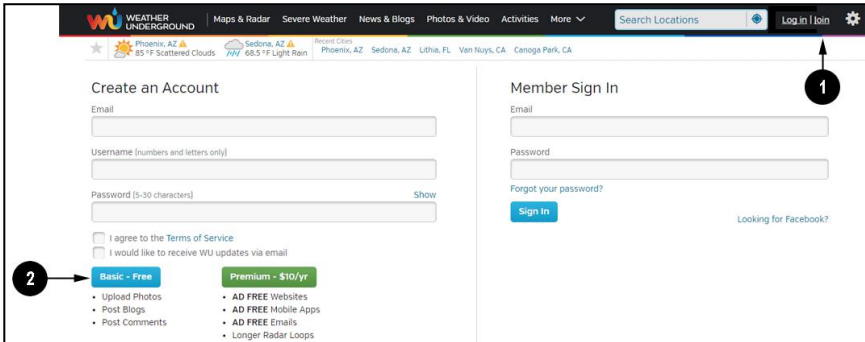 WEATHER UNDERGROUND
Maps & Radar Severe Weather News & Blogs Photos & Video Activities More
Search Locations
Log in | Join
Phoenix, AZ
85 °F Scattered Clouds
Sedona, AZ
68.5 °F Light Rain
Recent Cities
Phoenix, AZ Sedona, AZ Lithia, FL Van Nuys, CA Canoga Park, CA
1
Create an Account
Email
Username (numbers and letters only)
Password (5-30 characters) Show
I agree to the Terms of Service
I would like to receive WU updates via email
2
Basic - Free
• Upload Photos
• Post Blogs
• Post Comments
Premium - $10/yr
• AD FREE Websites
• AD FREE Mobile Apps
• AD FREE Emails
• Longer Radar Loops
Member Sign In
Email
Password
Forgot your password?
Sign In
Looking for Facebook?